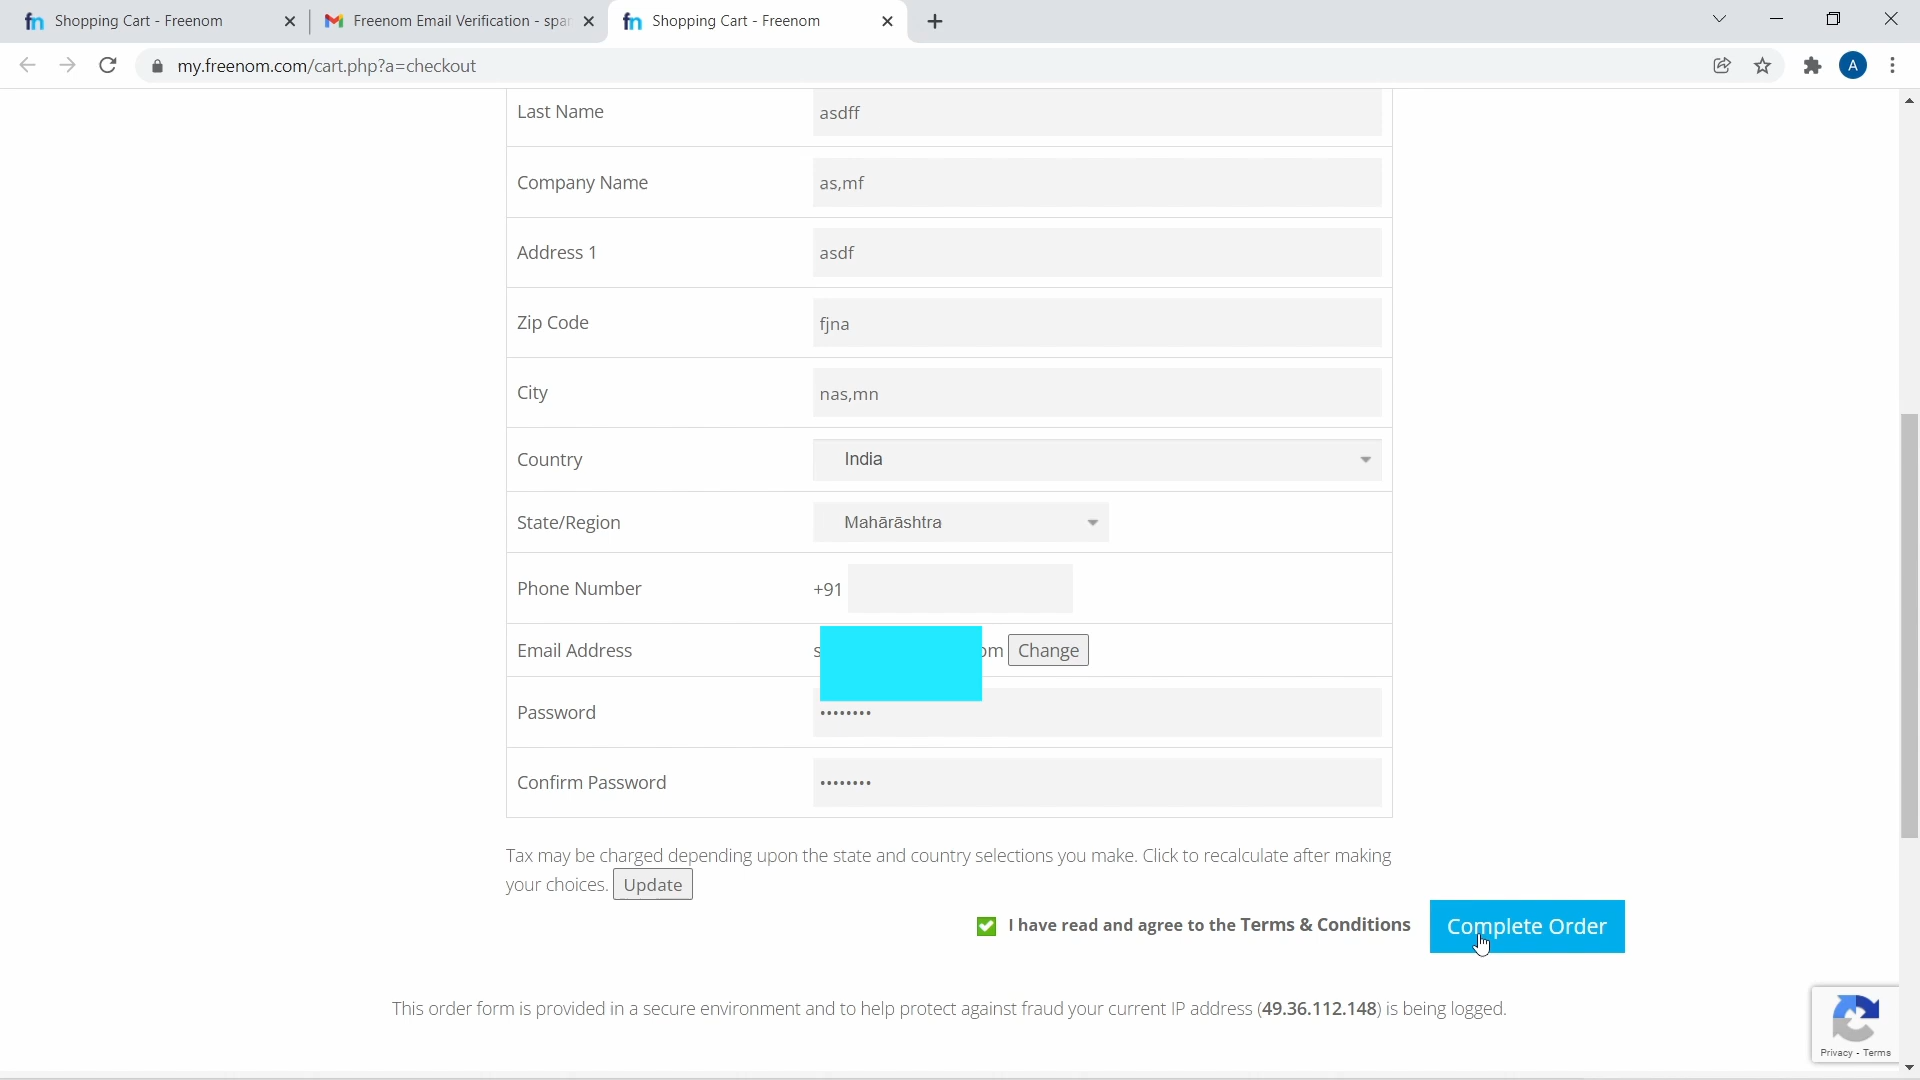 Shopping Cart - Freenom
Freenom Email Verification - spa
Shopping Cart - Freenom
my.freenom.com/cart.php?a=checkout
A
Last Name asdff
Company Name as,mf
Address 1 asdf
Zip Code fjna
City nas,mn
Country India
State/Region Mahārāshtra
Phone Number +91
Email Address s om Change
Password ••••••••
Confirm Password ••••••••
Tax may be charged depending upon the state and country selections you make. Click to recalculate after making
your choices. Update
I have read and agree to the Terms & Conditions Complete Order
This order form is provided in a secure environment and to help protect against fraud your current IP address (49.36.112.148) is being logged.
Privacy - Terms